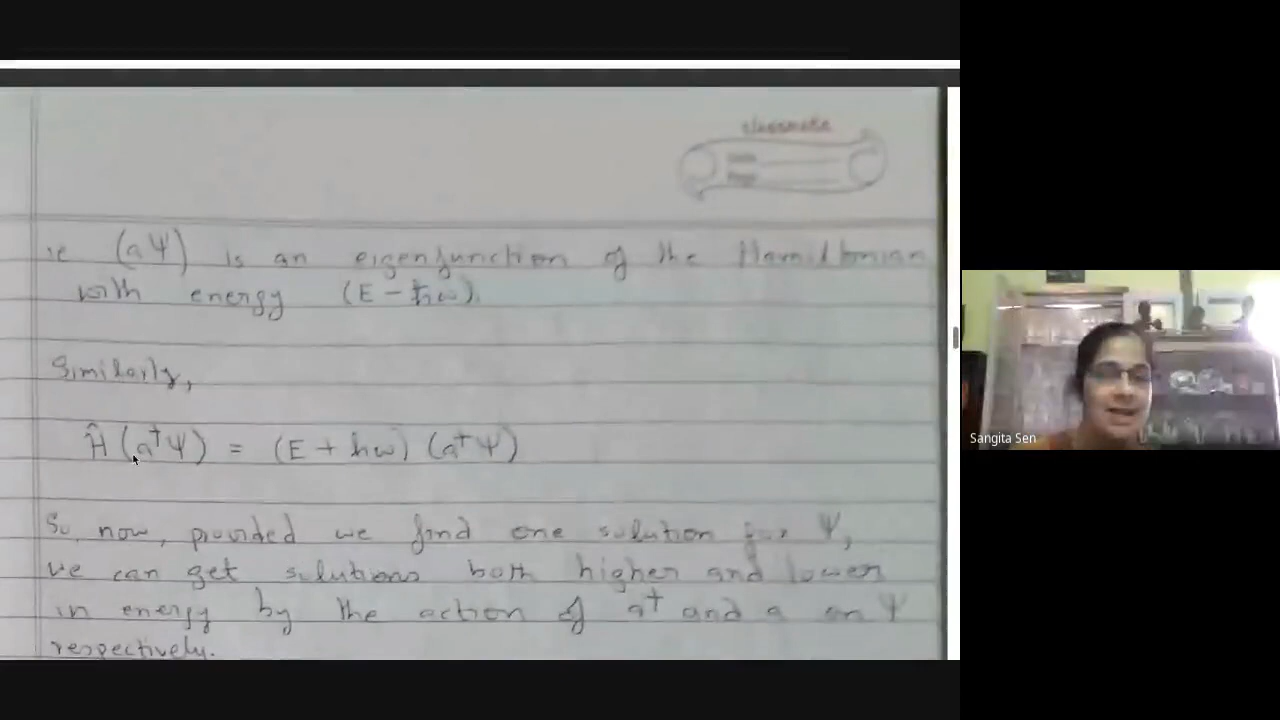 classmate
ie (aΨ) is an eigenfunction of the Hamiltonian
with energy (E - ħω).
Similarly,
Ĥ (a†Ψ) = (E + ħω) (a†Ψ)
So, now, provided we find one solution for Ψ,
we can get solutions both higher and lower
in energy by the action of a† and a on Ψ
respectively.
Sangita Sen